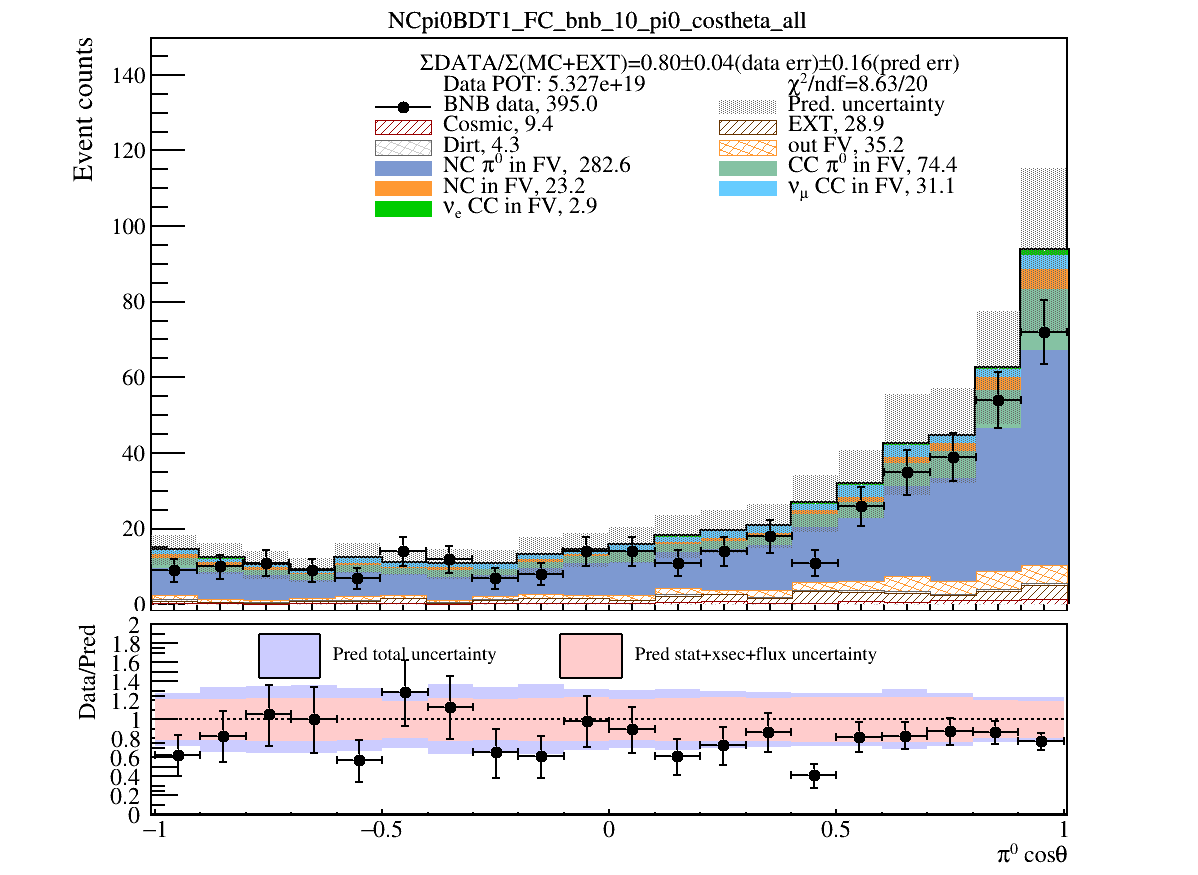 NCpi0BDT1_FC_bnb_10_pi0_costheta_all
ΣDATA/Σ(MC+EXT)=0.80±0.04(data err)±0.16(pred err)
Data POT: 5.327e+19
χ²/ndf=8.63/20
BNB data, 395.0
Pred. uncertainty
Cosmic, 9.4
EXT, 28.9
Dirt, 4.3
out FV, 35.2
NC π⁰ in FV, 282.6
CC π⁰ in FV, 74.4
NC in FV, 23.2
νμ CC in FV, 31.1
νe CC in FV, 2.9
Event counts
140
120
100
80
60
40
20
0
Data/Pred
2
1.8
1.6
1.4
1.2
1
0.8
0.6
0.4
0.2
0
Pred total uncertainty
Pred stat+xsec+flux uncertainty
−1
−0.5
0
0.5
1
π⁰ cosθ